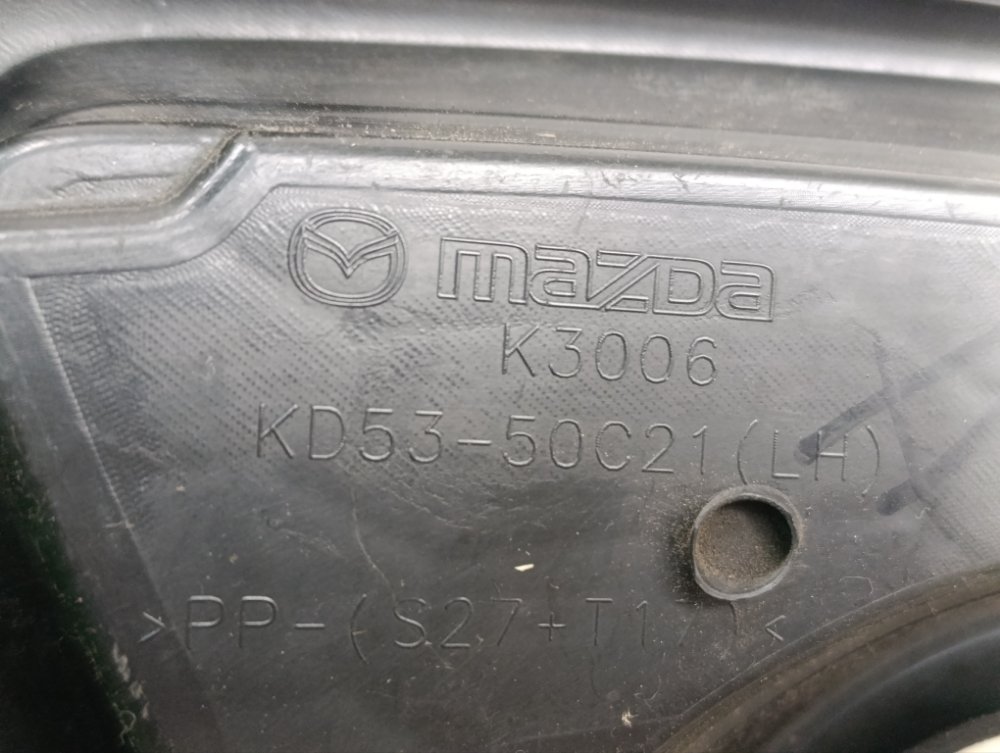 mazda
K3006
KD53-50C21(LH)
>PP-(S27+T17)<